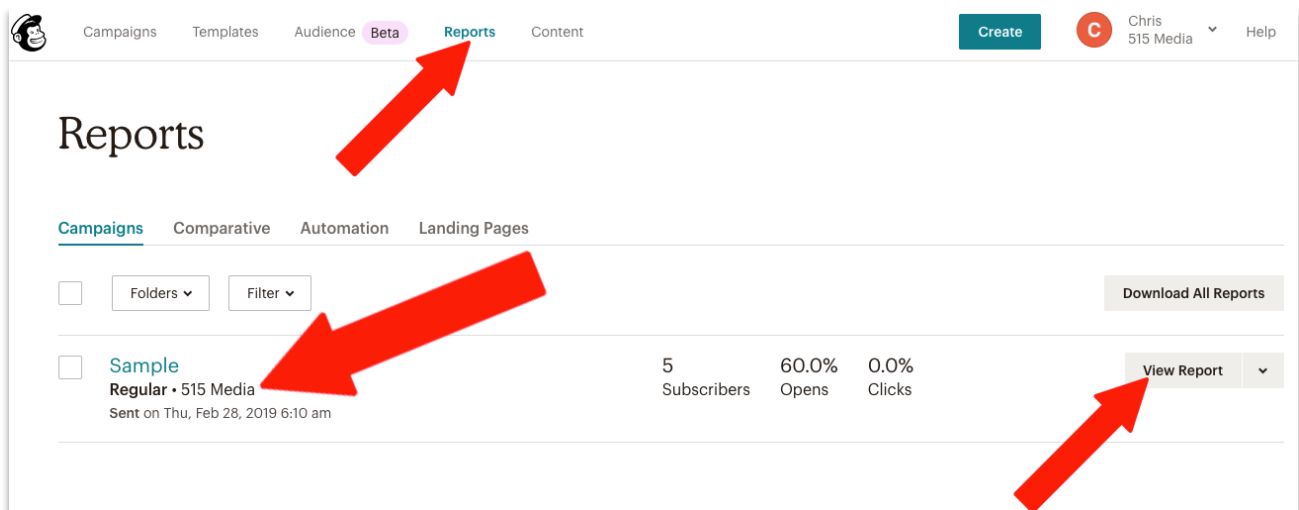 Campaigns Templates Audience Beta Reports Content Create C Chris Help
515 Media
Reports
Campaigns Comparative Automation Landing Pages
Folders Filter Download All Reports
Sample 5 60.0% 0.0% View Report
Regular • 515 Media Subscribers Opens Clicks
Sent on Thu, Feb 28, 2019 6:10 am